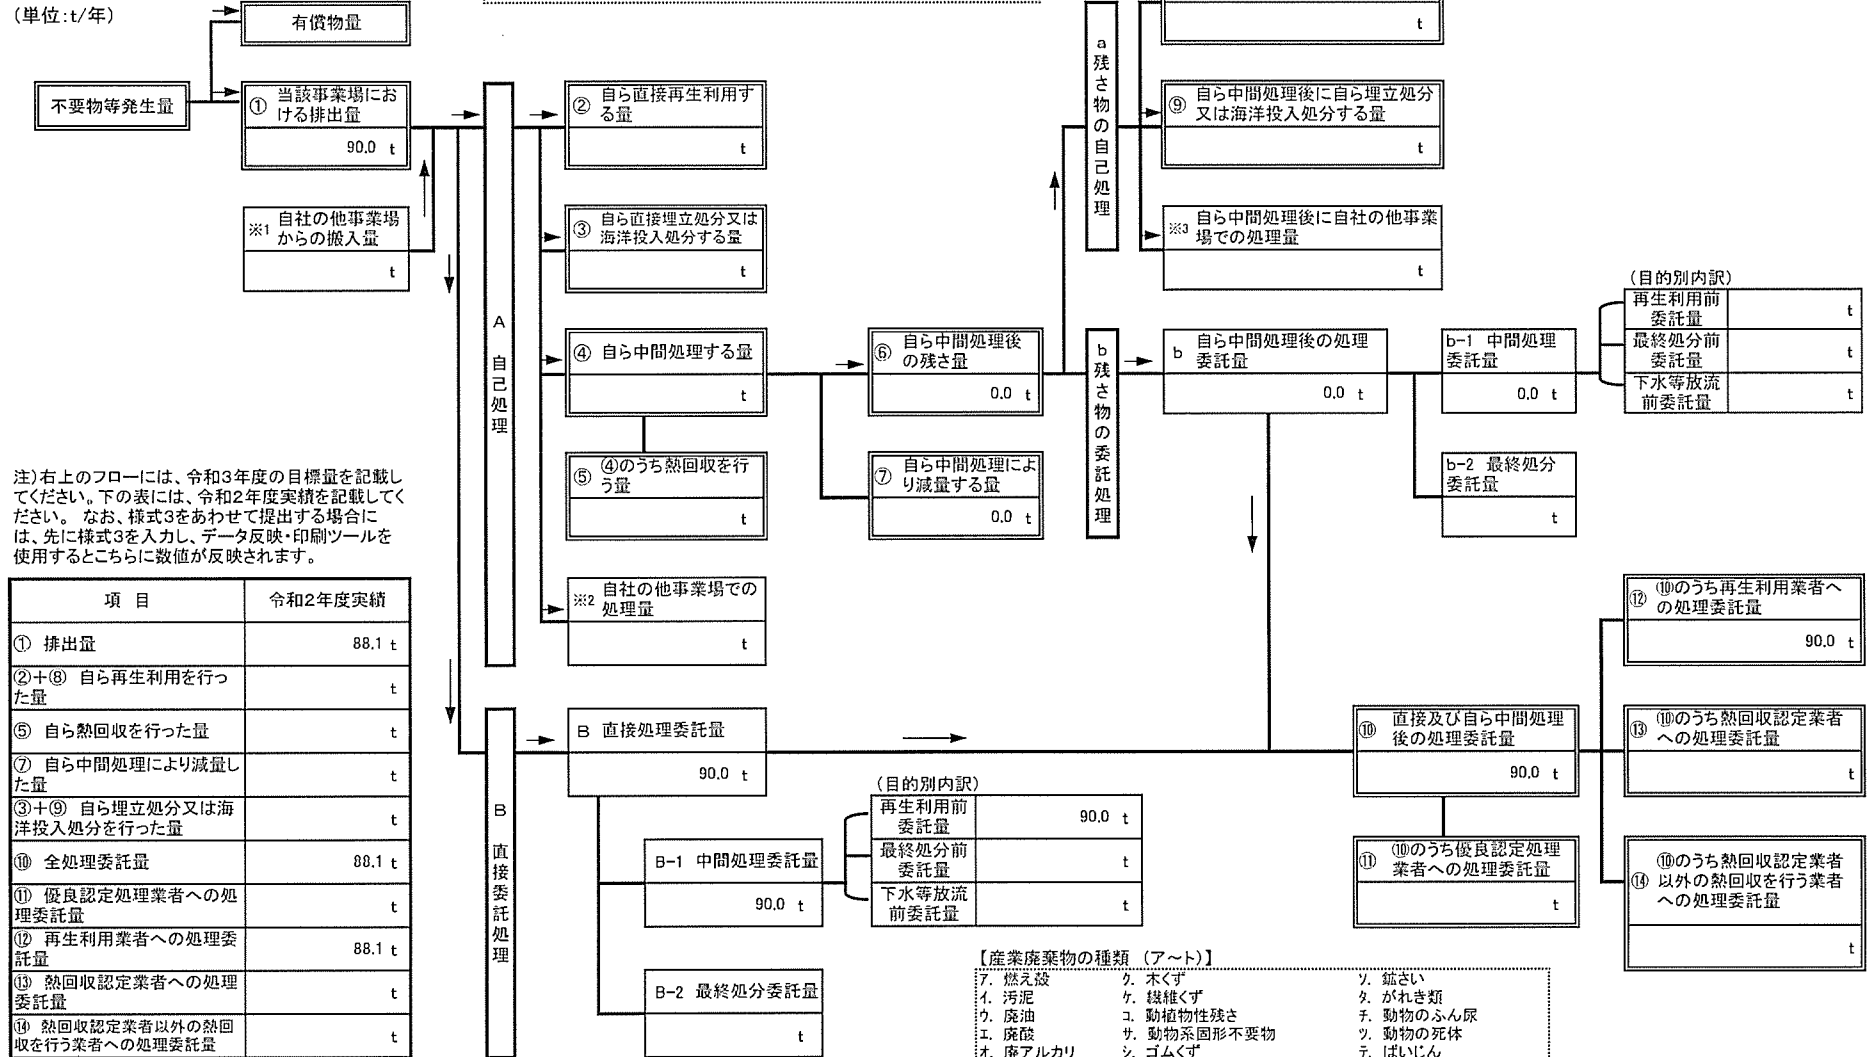 (単位:t/年)
有償物量
t
不要物等発生量
① 当該事業場にお
ける排出量
90.0 t
※1 自社の他事業場
からの搬入量
t
A 自己処理
② 自ら直接再生利用す
る量
t
③ 自ら直接埋立処分又は
海洋投入処分する量
t
④ 自ら中間処理する量
t
⑤ ④のうち熱回収を行
う量
t
※2 自社の他事業場での
処理量
t
⑥ 自ら中間処理後
の残さ量
0.0 t
⑦ 自ら中間処理によ
り減量する量
0.0 t
a 残さ物の自己処理
⑨ 自ら中間処理後に自ら埋立処分
又は海洋投入処分する量
t
※3 自ら中間処理後に自社の他事業
場での処理量
t
b 残さ物の委託処理
b 自ら中間処理後の処理
委託量
0.0 t
b-1 中間処理
委託量
0.0 t
(目的別内訳)
再生利用前
委託量
t
最終処分前
委託量
t
下水等放流
前委託量
t
b-2 最終処分
委託量
t
注)右上のフローには、令和3年度の目標量を記載し
てください。下の表には、令和2年度実績を記載してく
ださい。 なお、様式3をあわせて提出する場合に
は、先に様式3を入力し、データ反映・印刷ツールを
使用するとこちらに数値が反映されます。
項 目 令和2年度実績
① 排出量 88.1 t
②+⑧ 自ら再生利用を行っ
た量 t
⑤ 自ら熱回収を行った量 t
⑦ 自ら中間処理により減量し
た量 t
③+⑨ 自ら埋立処分又は海
洋投入処分を行った量 t
⑩ 全処理委託量 88.1 t
⑪ 優良認定処理業者への処
理委託量 t
⑫ 再生利用業者への処理委
託量 88.1 t
⑬ 熱回収認定業者への処理
委託量 t
⑭ 熱回収認定業者以外の熱回
収を行う業者への処理委託量 t
B 直接委託処理
B 直接処理委託量
90.0 t
B-1 中間処理委託量
90.0 t
(目的別内訳)
再生利用前
委託量
90.0 t
最終処分前
委託量
t
下水等放流
前委託量
t
B-2 最終処分委託量
t
⑩ 直接及び自ら中間処理
後の処理委託量
90.0 t
⑪ ⑩のうち優良認定処理
業者への処理委託量
t
⑫ ⑩のうち再生利用業者へ
の処理委託量
90.0 t
⑬ ⑩のうち熱回収認定業者
への処理委託量
t
⑭ ⑩のうち熱回収認定業者
以外の熱回収を行う業者
への処理委託量
t
【産業廃棄物の種類 (ア~ト)】
ア. 燃え殻 ク. 木くず ソ. 鉱さい
イ. 汚泥 ケ. 繊維くず タ. がれき類
ウ. 廃油 コ. 動植物性残さ チ. 動物のふん尿
エ. 廃酸 サ. 動物系固形不要物 ツ. 動物の死体
オ. 廃アルカリ シ. ゴムくず テ. ばいじん